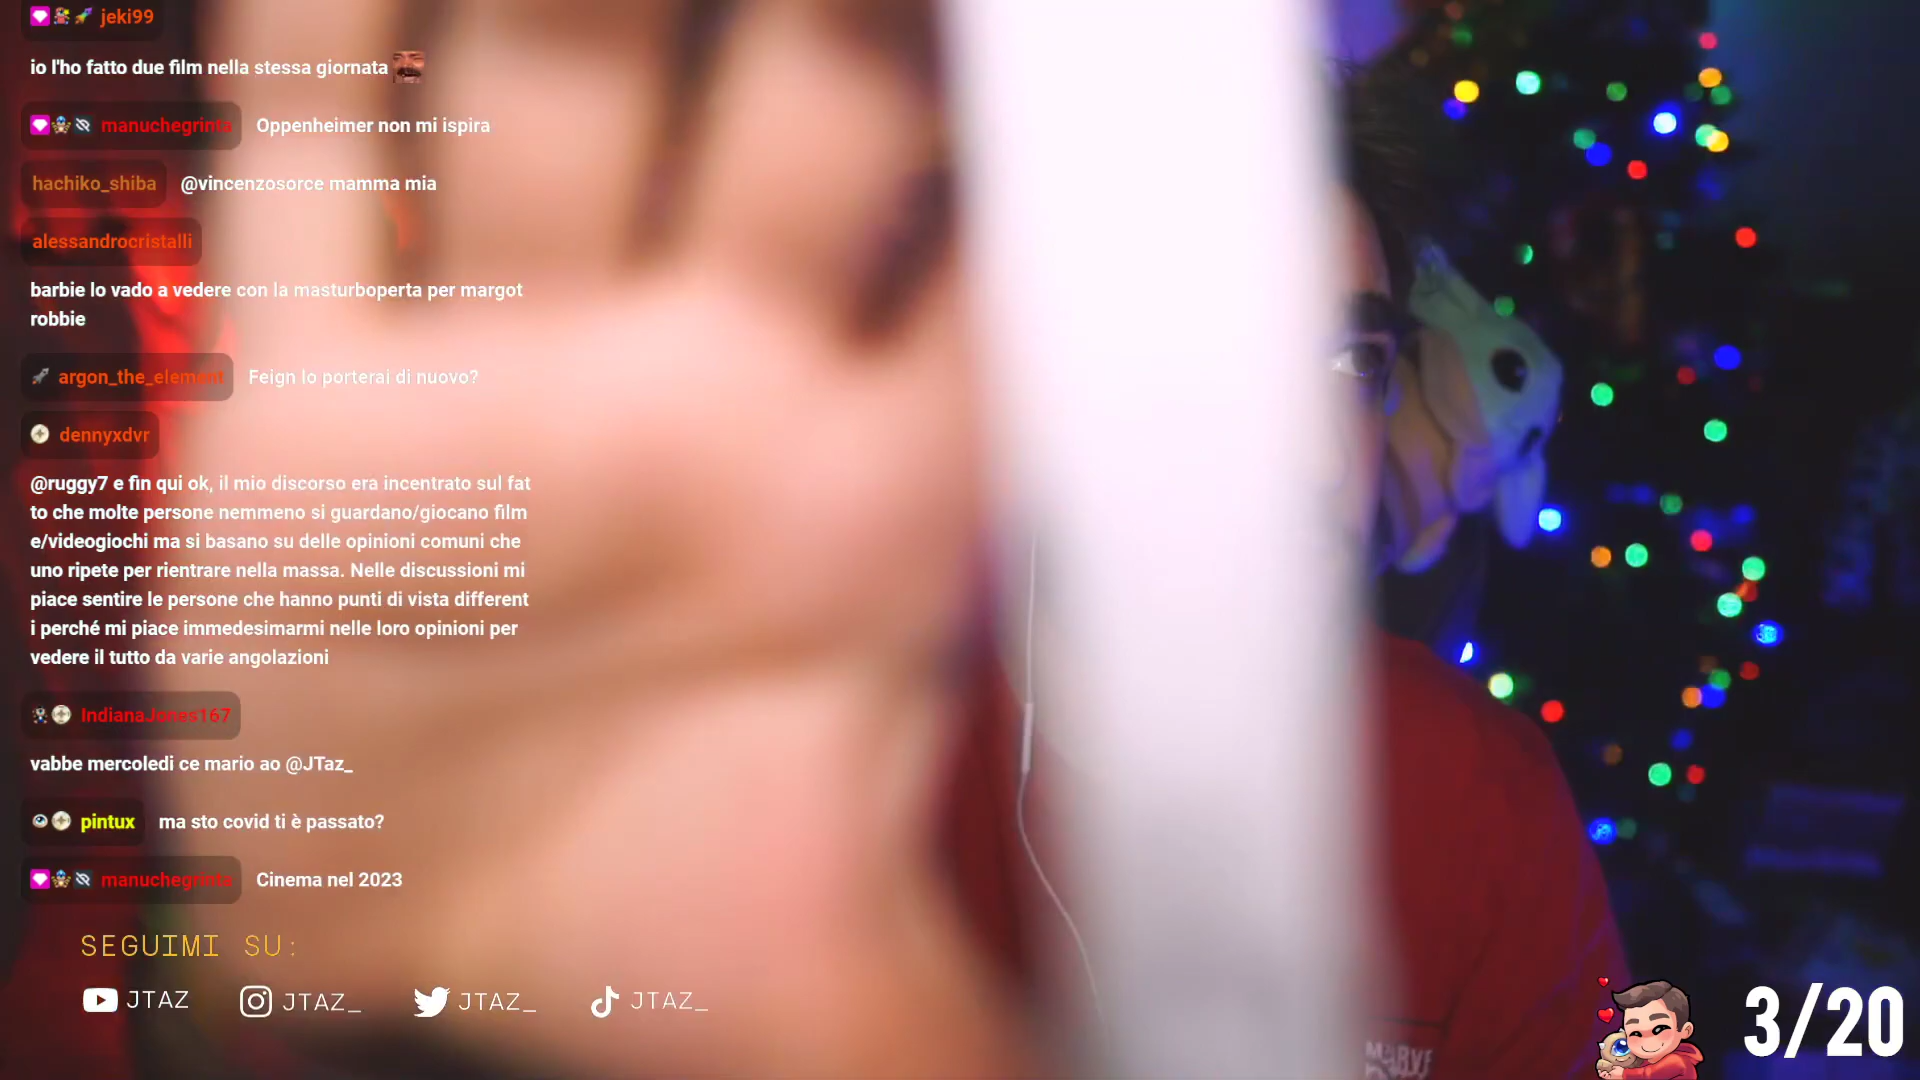 jeki99
io l'ho fatto due film nella stessa giornata
manuchegrinta Oppenheimer non mi ispira
hachiko_shiba @vincenzosorce mamma mia
alessandrocristalli
barbie lo vado a vedere con la masturboperta per margot
robbie
argon_the_element Feign lo porterai di nuovo?
dennyxdvr
@ruggy7 e fin qui ok, il mio discorso era incentrato sul fat
to che molte persone nemmeno si guardano/giocano film
e/videogiochi ma si basano su delle opinioni comuni che
uno ripete per rientrare nella massa. Nelle discussioni mi
piace sentire le persone che hanno punti di vista different
i perché mi piace immedesimarmi nelle loro opinioni per
vedere il tutto da varie angolazioni
IndianaJones167
vabbe mercoledi ce mario ao @JTaz_
pintux ma sto covid ti è passato?
manuchegrinta Cinema nel 2023
SEGUIMI SU:
JTAZ JTAZ_ JTAZ_ JTAZ_
3/20
MARVEL